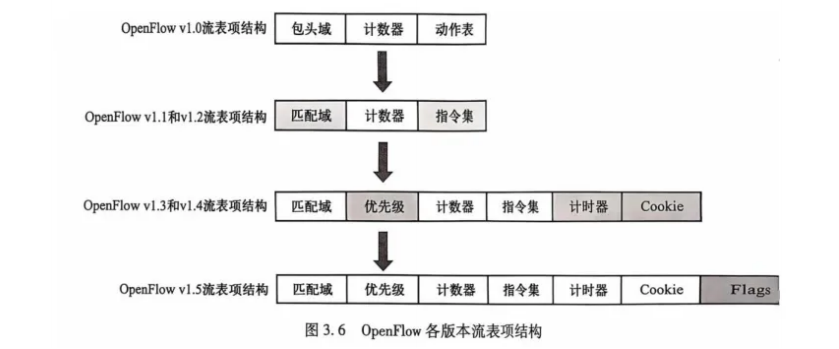 OpenFlow v1.0流表项结构 包头域 计数器 动作表
OpenFlow v1.1和v1.2流表项结构 匹配域 计数器 指令集
OpenFlow v1.3和v1.4流表项结构 匹配域 优先级 计数器 指令集 计时器 Cookie
OpenFlow v1.5流表项结构 匹配域 优先级 计数器 指令集 计时器 Cookie Flags
图 3.6 OpenFlow 各版本流表项结构